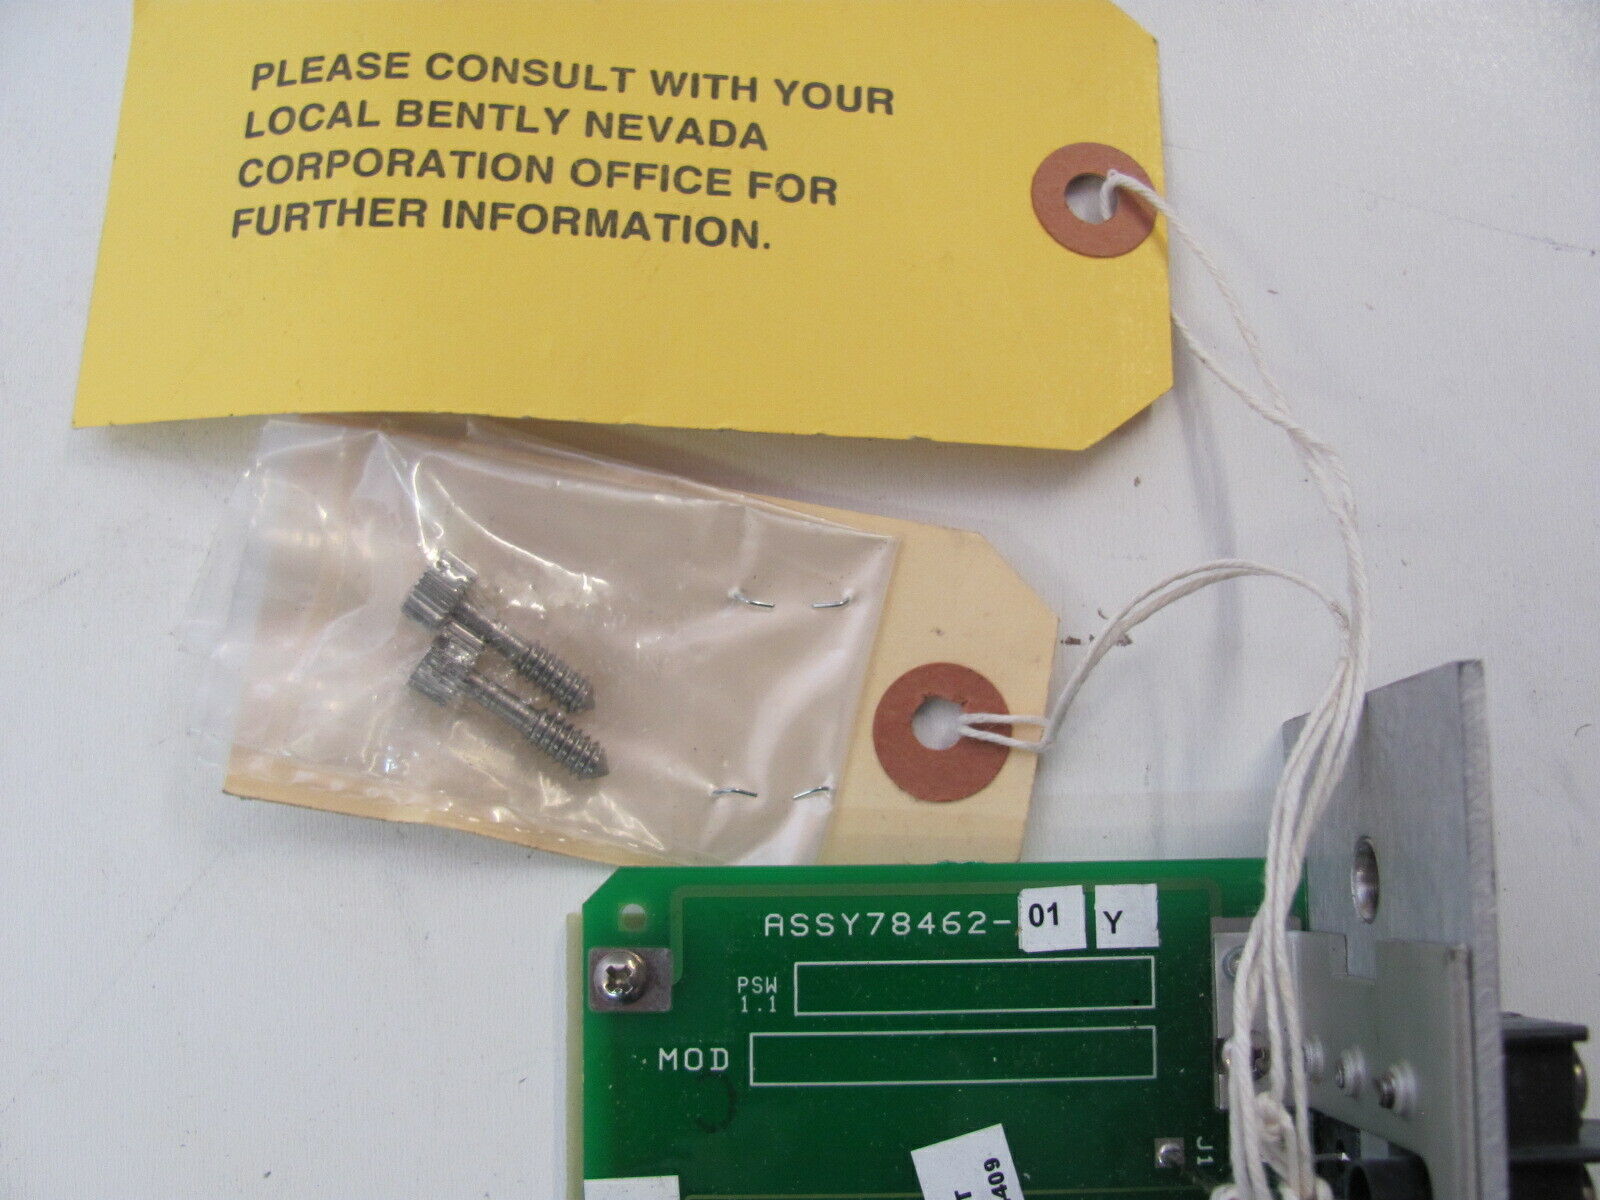 PLEASE CONSULT WITH YOUR
LOCAL BENTLY NEVADA
CORPORATION OFFICE FOR
FURTHER INFORMATION.
ASSY78462-01 Y
PSW
1.1
MOD
J1
409